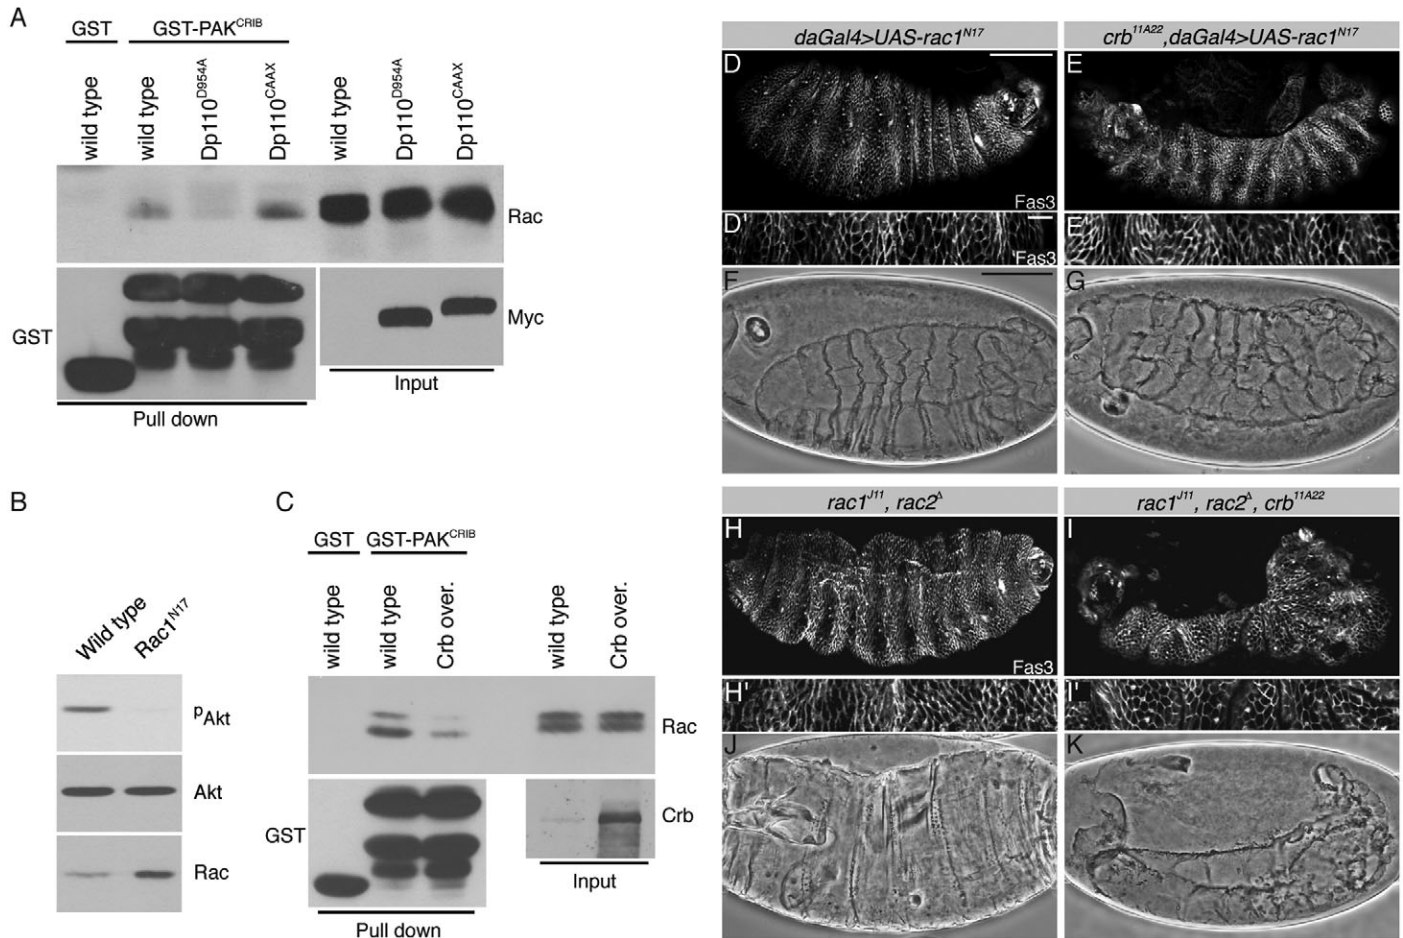 A
GST GST-PAK^CRIB
wild type wild type Dp110^D954A Dp110^CAAX wild type Dp110^D954A Dp110^CAAX
Rac
GST
Myc
Input
Pull down
B
Wild type Rac1^N17
pAkt
Akt
Rac
C
GST GST-PAK^CRIB
wild type wild type Crb over. wild type Crb over.
Rac
GST
Crb
Input
Pull down
daGal4>UAS-rac1^N17 crb^11A22,daGal4>UAS-rac1^N17
D E
Fas3
D' E'
Fas3
F G
rac1^J11, rac2^Δ rac1^J11, rac2^Δ, crb^11A22
H I
Fas3
H' I'
J K